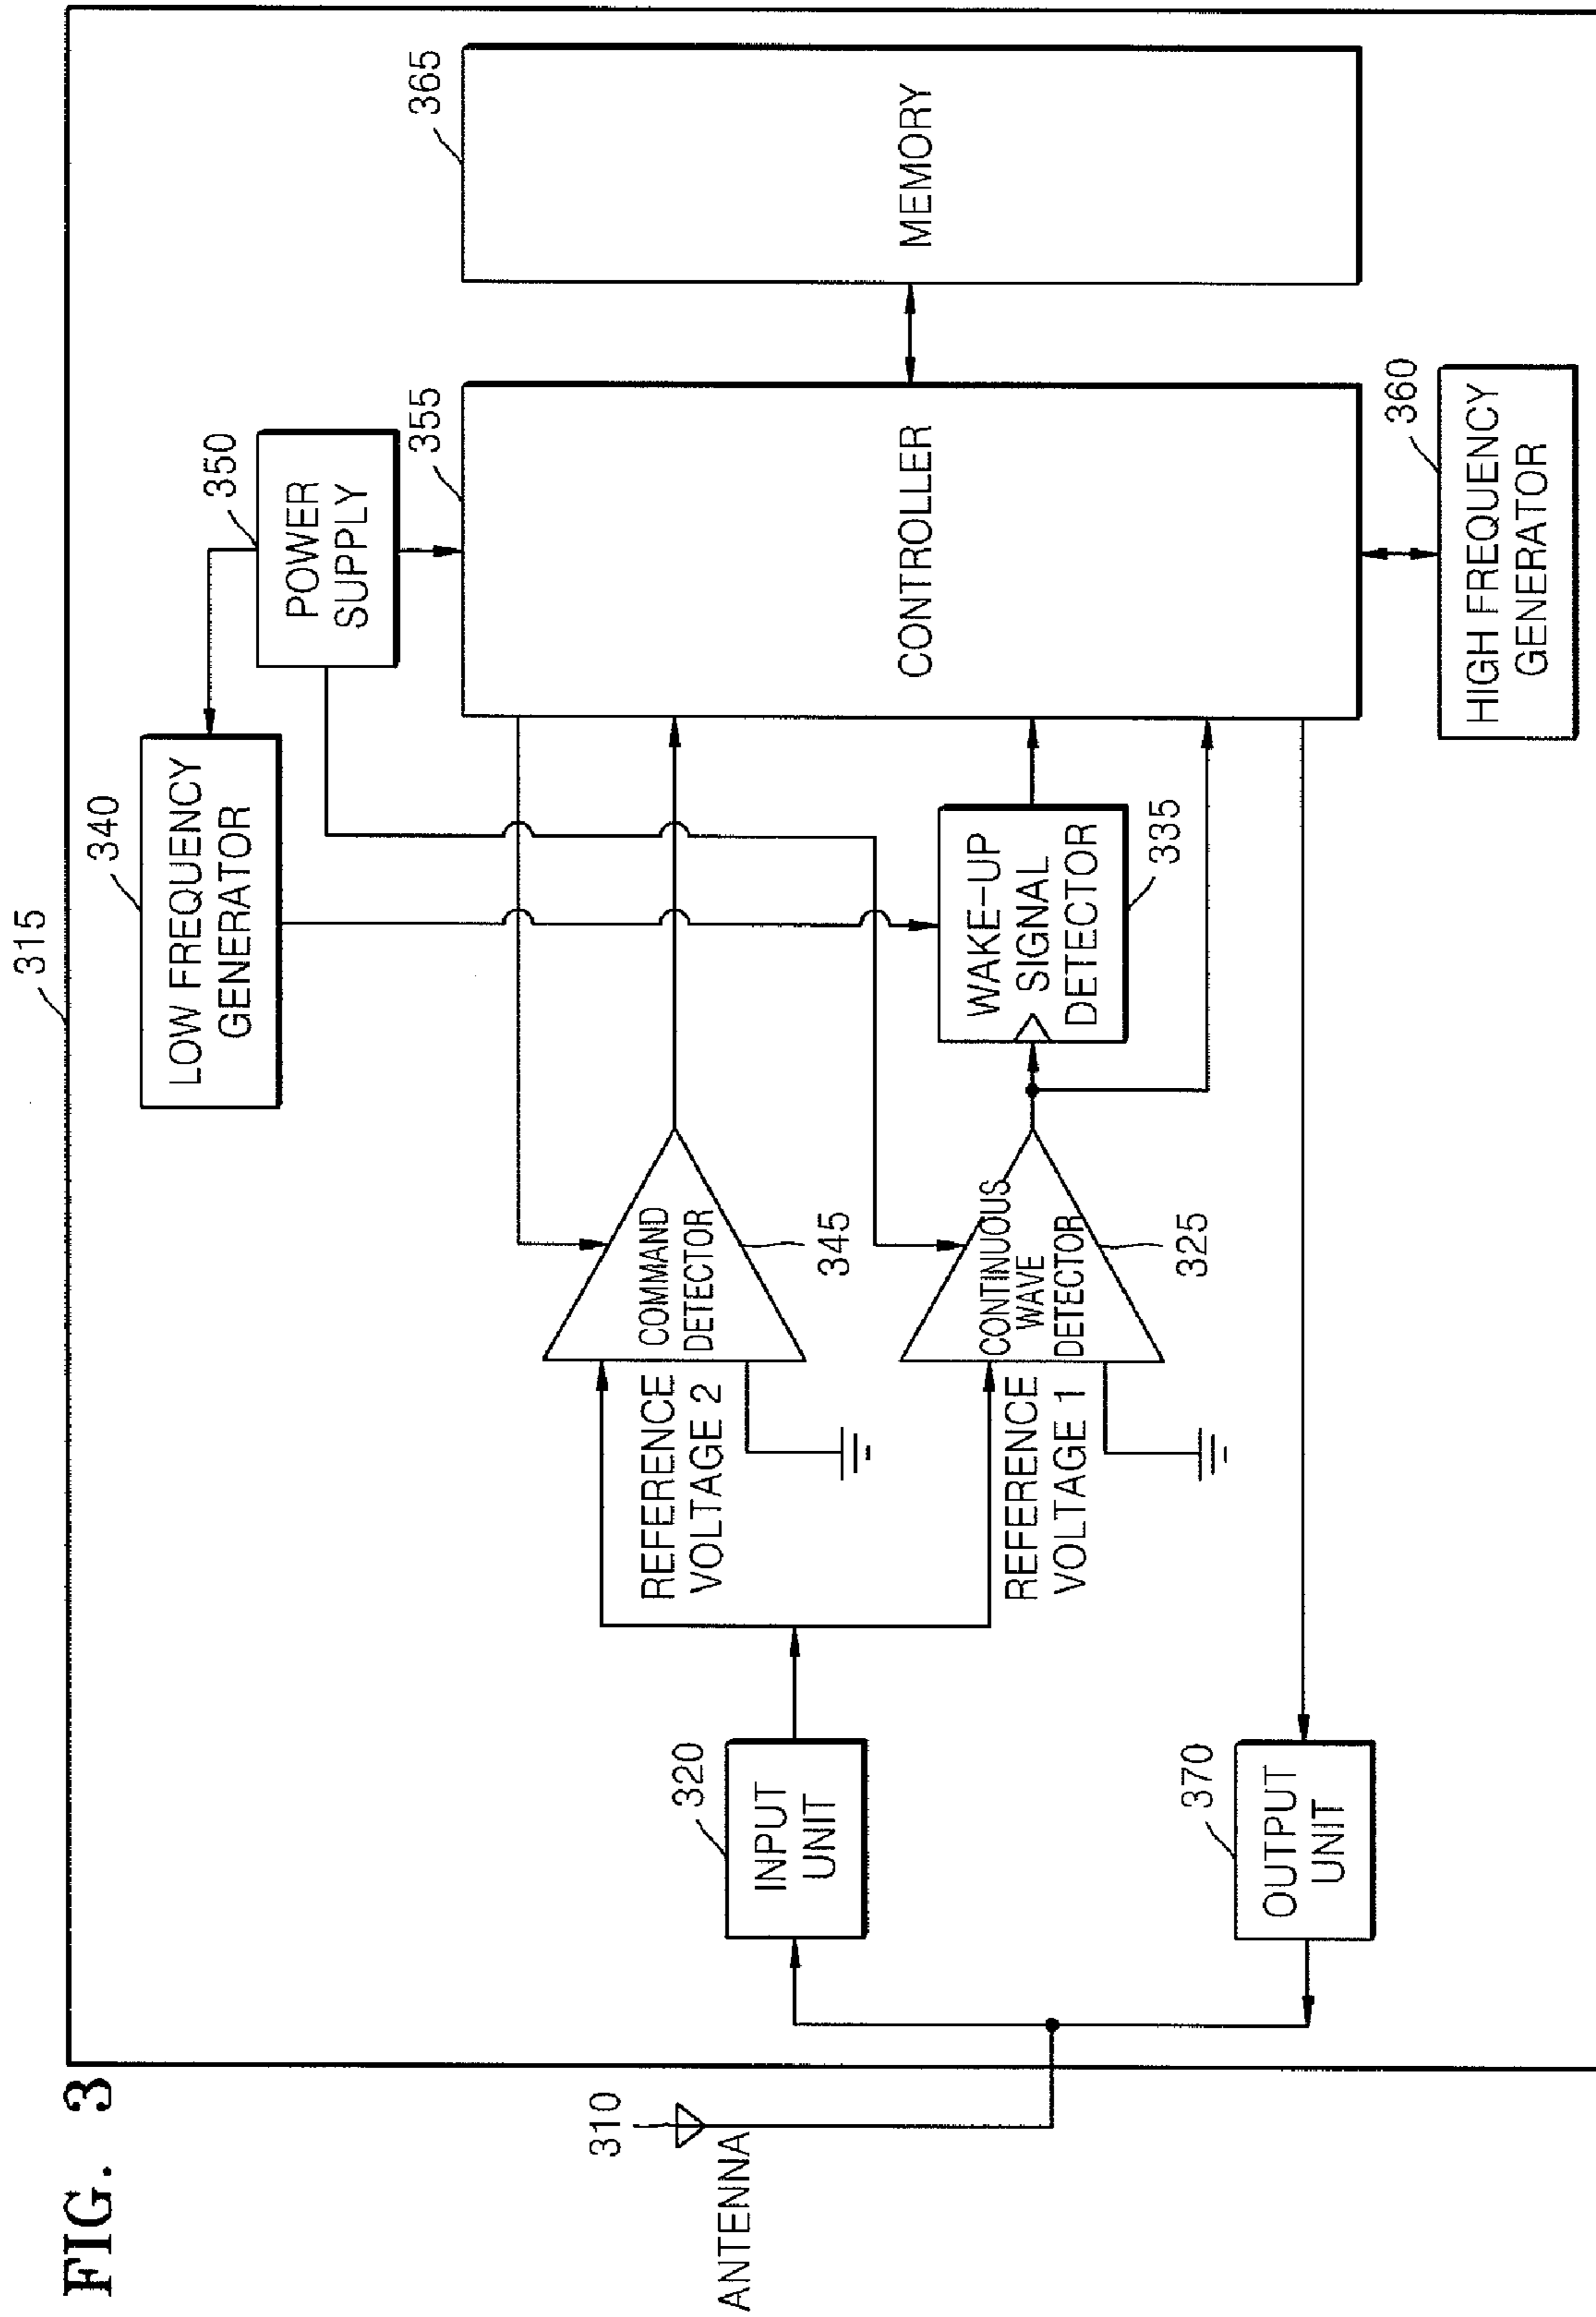 FIG. 3
315
340
LOW FREQUENCY
GENERATOR
350
POWER
SUPPLY
310
ANTENNA
320
INPUT
UNIT
REFERENCE
VOLTAGE 2
COMMAND
DETECTOR
345
355
CONTROLLER
365
MEMORY
REFERENCE
VOLTAGE 1
CONTINUOUS
WAVE
DETECTOR
325
WAKE-UP
SIGNAL
DETECTOR
335
370
OUTPUT
UNIT
360
HIGH FREQUENCY
GENERATOR